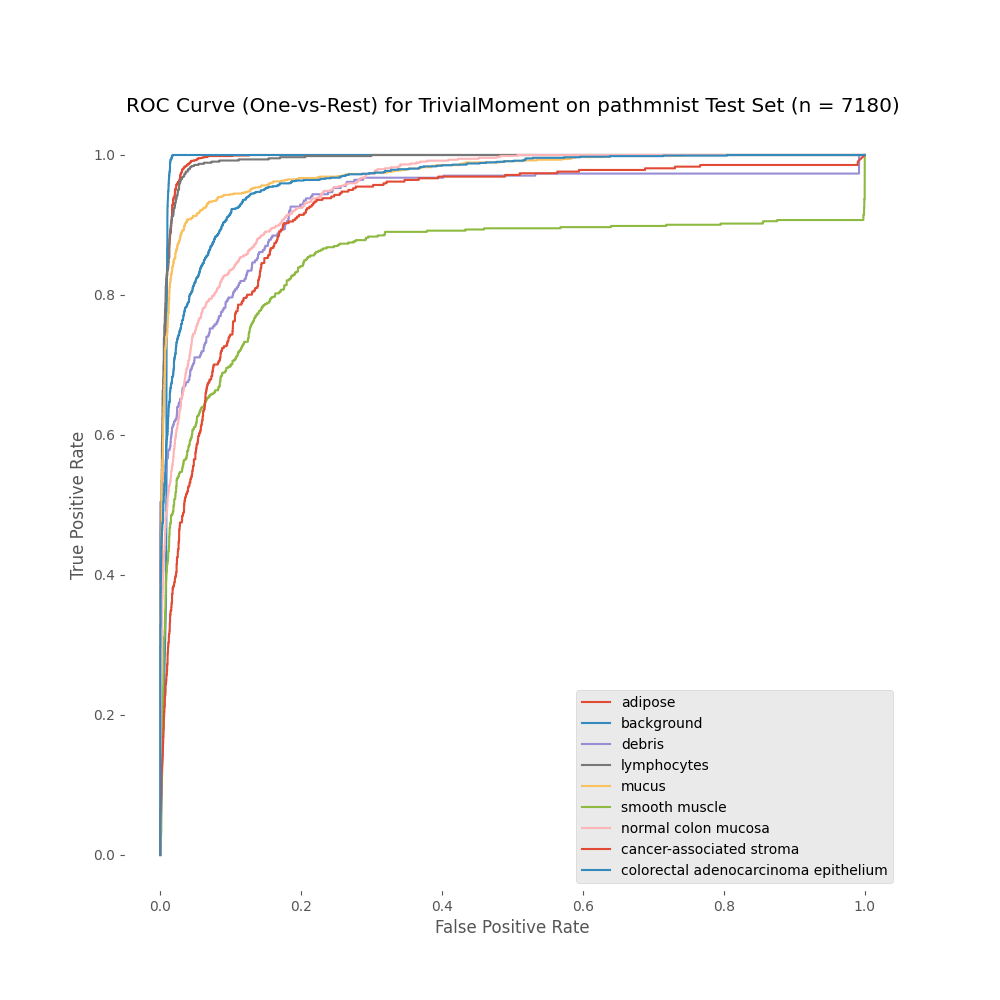 ROC Curve (One-vs-Rest) for TrivialMoment on pathmnist Test Set (n = 7180)
1.0
0.8
0.6
0.4
0.2
0.0
True Positive Rate
adipose
background
debris
lymphocytes
mucus
smooth muscle
normal colon mucosa
cancer-associated stroma
colorectal adenocarcinoma epithelium
0.0 0.2 0.4 0.6 0.8 1.0
False Positive Rate